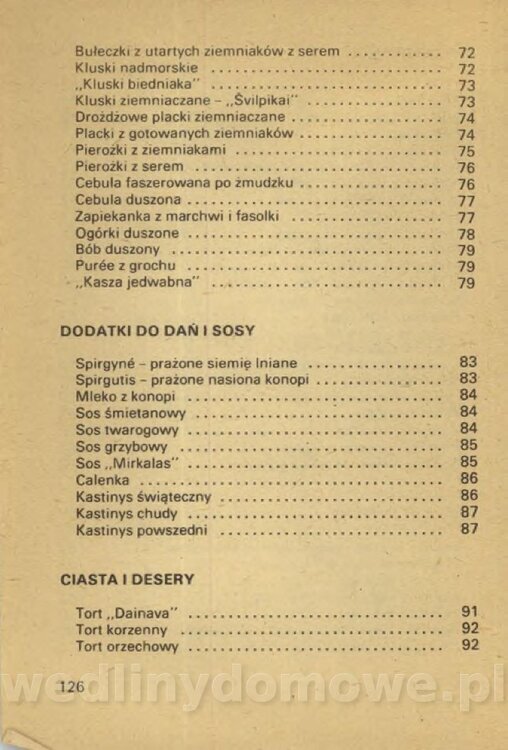 Bułeczki z utartych ziemniaków z serem ............ 72
Kluski nadmorskie ............................. 72
„Kluski biedniaka" ............................. 73
Kluski ziemniaczane – „Švilpikai" ................. 73
Drożdżowe placki ziemniaczane ................... 74
Placki z gotowanych ziemniaków .................. 74
Pierożki z ziemniakami ........................... 75
Pierożki z serem ................................ 76
Cebula faszerowana po żmudzku ................... 76
Cebula duszona ................................. 77
Zapiekanka z marchwi i fasolki .................... 77
Ogórki duszone ................................. 78
Bób duszony ................................... 79
Purée z grochu ................................. 79
„Kasza jedwabna" .............................. 79
DODATKI DO DAŃ I SOSY
Spirgyné – prażone siemię lniane ................. 83
Spirgutis – prażone nasiona konopi ................ 83
Mleko z konopi ................................. 84
Sos śmietanowy ................................ 84
Sos twarogowy ................................. 84
Sos grzybowy .................................. 85
Sos „Mirkalas" ................................. 85
Calenka ....................................... 86
Kastinys świąteczny ............................. 86
Kastinys chudy ................................. 87
Kastinys powszedni ............................. 87
CIASTA I DESERY
Tort „Dainava" ................................. 91
Tort korzenny .................................. 92
Tort orzechowy ................................. 92
126
wedlinydomowe.pl